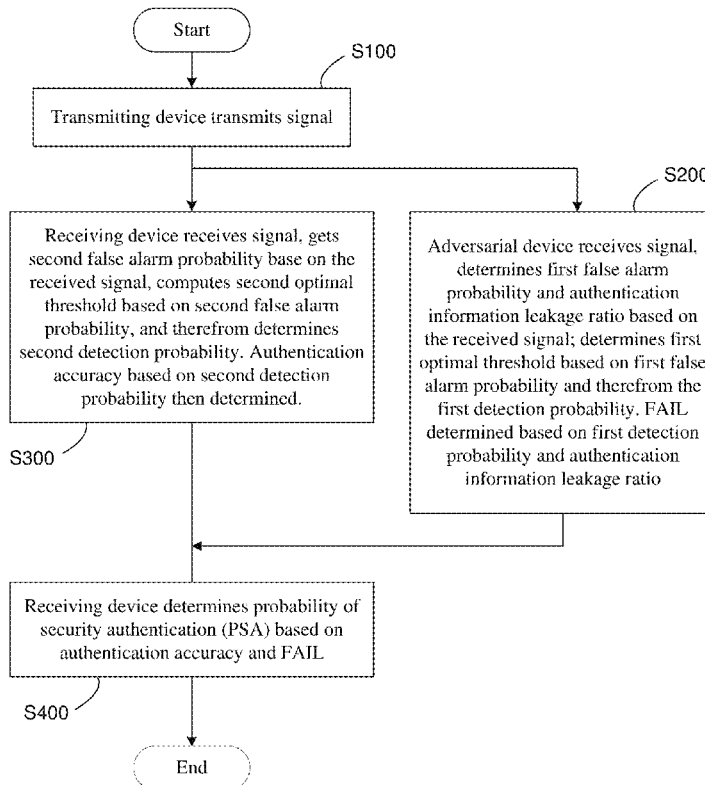 Start
S100
Transmitting device transmits signal
S200
Receiving device receives signal, gets
second false alarm probability base on the
received signal, computes second optimal
threshold based on second false alarm
probability, and therefrom determines
second detection probability. Authentication
accuracy based on second detection
probability then determined.
S300
Adversarial device receives signal,
determines first false alarm
probability and authentication
information leakage ratio based on
the received signal; determines first
optimal threshold based on first false
alarm probability and therefrom the
first detection probability. FAIL
determined based on first detection
probability and authentication
information leakage ratio
Receiving device determines probability of
security authentication (PSA) based on
authentication accuracy and FAIL
S400
End